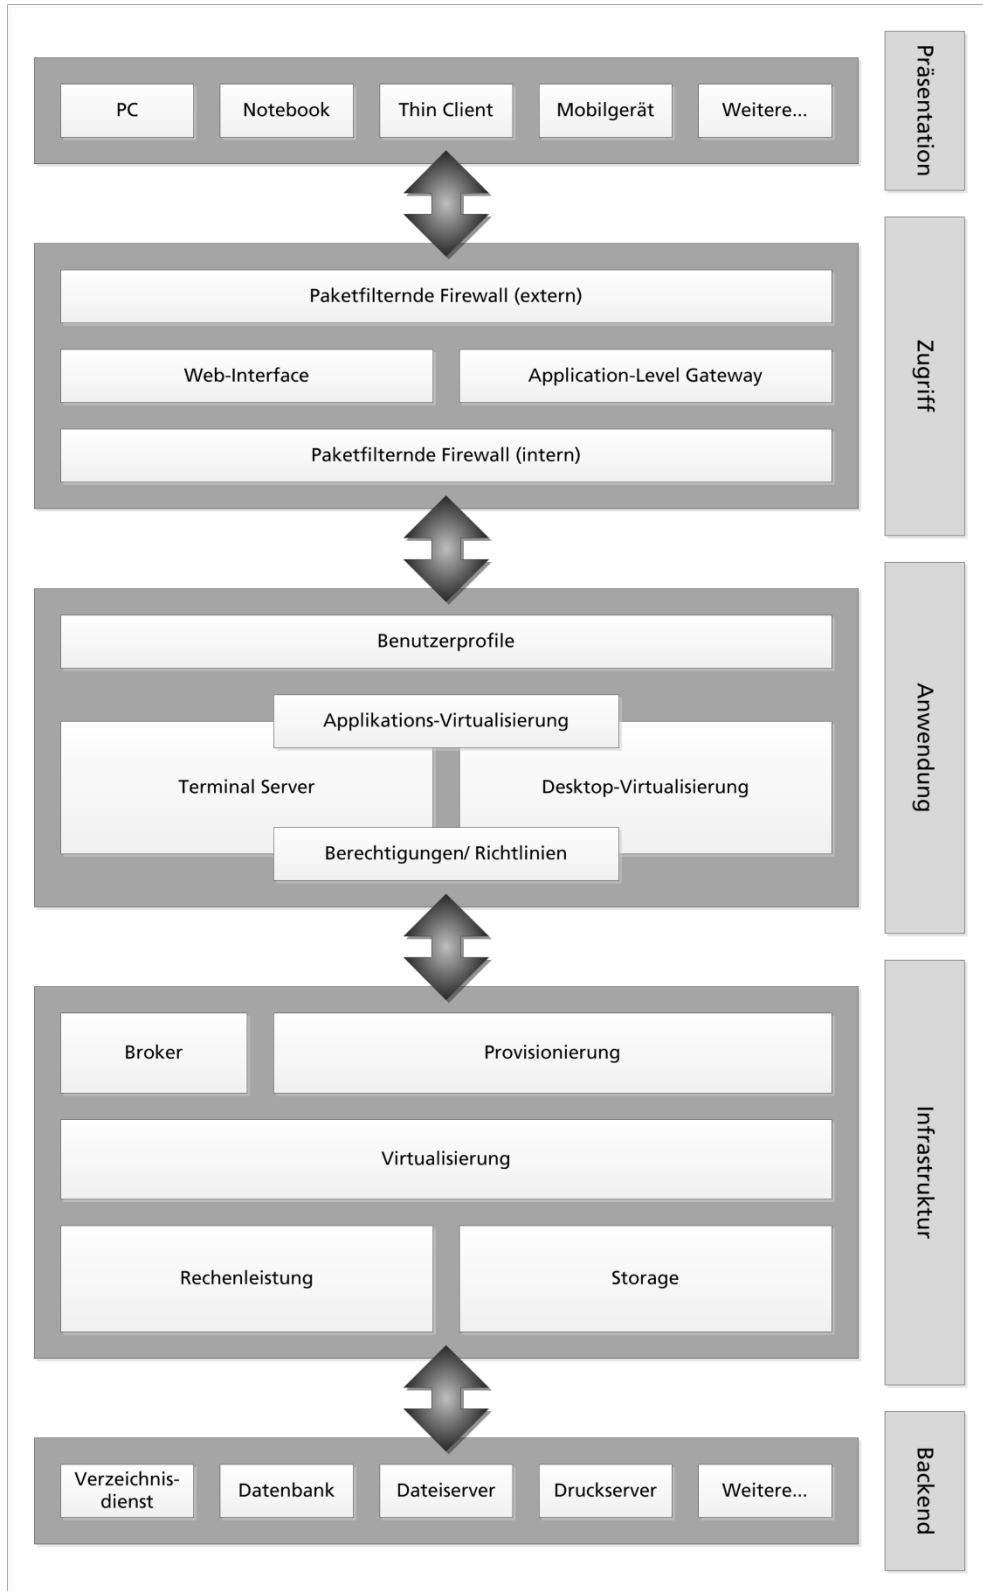 Präsentation
PC
Notebook
Thin Client
Mobilgerät
Weitere...
Zugriff
Paketfilternde Firewall (extern)
Web-Interface
Application-Level Gateway
Paketfilternde Firewall (intern)
Anwendung
Benutzerprofile
Applikations-Virtualisierung
Terminal Server
Desktop-Virtualisierung
Berechtigungen/ Richtlinien
Infrastruktur
Broker
Provisionierung
Virtualisierung
Rechenleistung
Storage
Backend
Verzeichnis-
dienst
Datenbank
Dateiserver
Druckserver
Weitere...